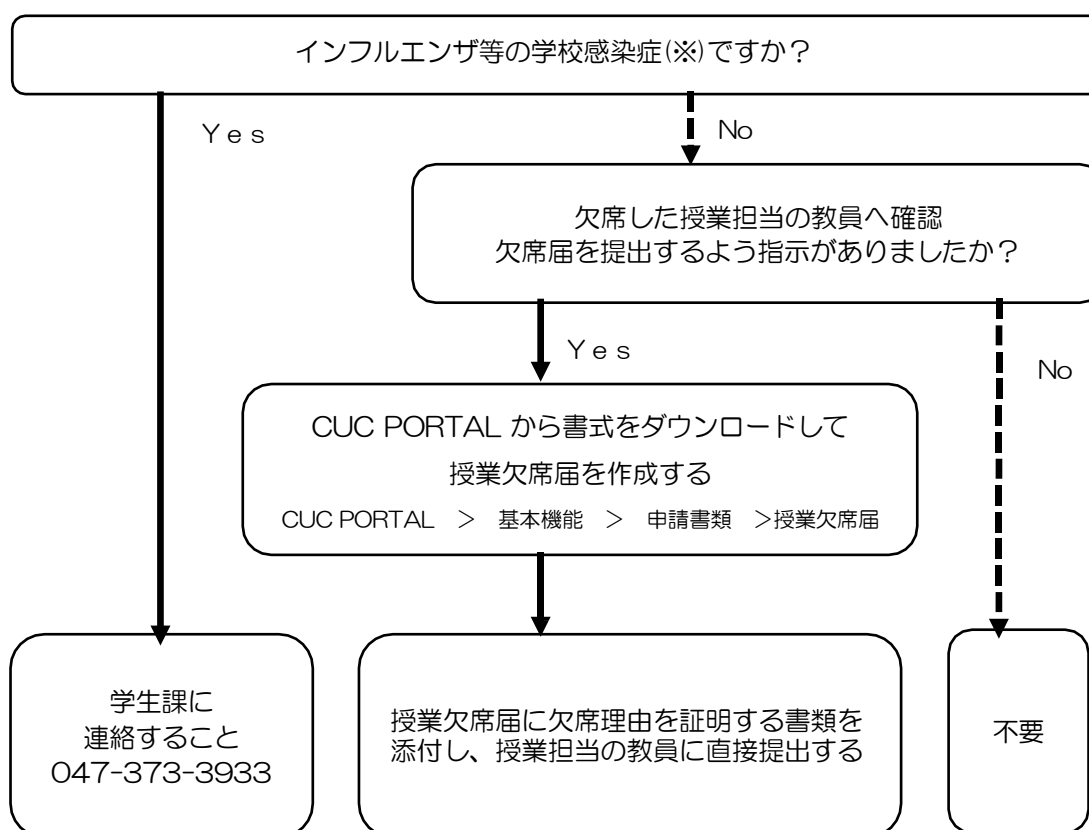 インフルエンザ等の学校感染症(※)ですか？
Yes
No
欠席した授業担当の教員へ確認
欠席届を提出するよう指示がありましたか？
Yes
No
CUC PORTAL から書式をダウンロードして
授業欠席届を作成する
CUC PORTAL ＞ 基本機能 ＞ 申請書類 ＞授業欠席届
学生課に
連絡すること
047-373-3933
授業欠席届に欠席理由を証明する書類を
添付し、授業担当の教員に直接提出する
不要